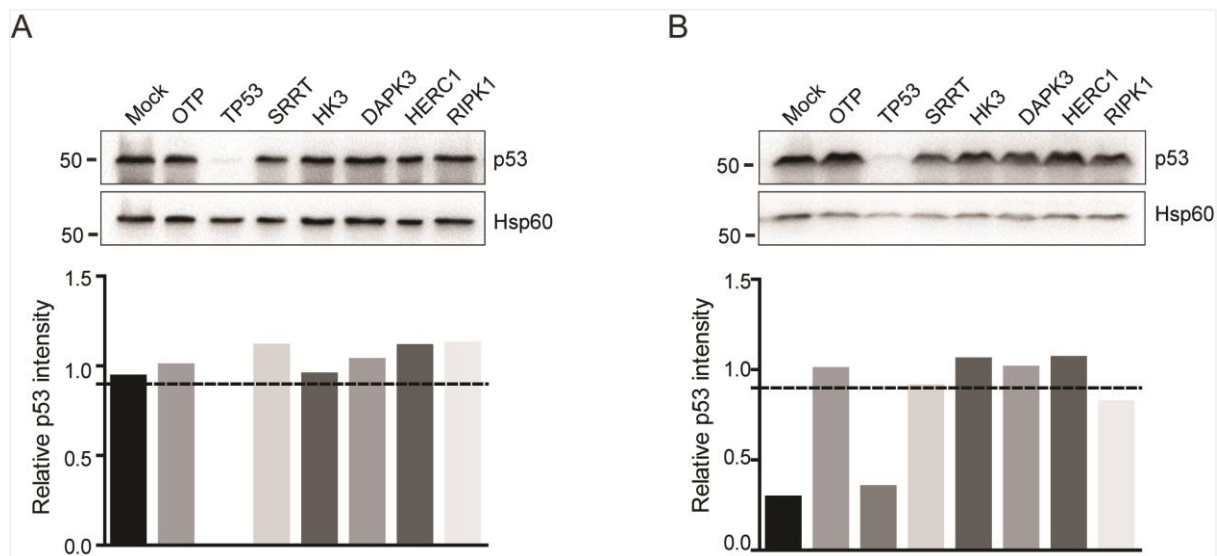 A
Mock OTP TP53 SRRT HK3 DAPK3 HERC1 RIPK1
50 p53
50 Hsp60
Relative p53 intensity
1.5
1.0
0.5
0.0
B
Mock OTP TP53 SRRT HK3 DAPK3 HERC1 RIPK1
50 p53
50 Hsp60
Relative p53 intensity
1.5
1.0
0.5
0.0